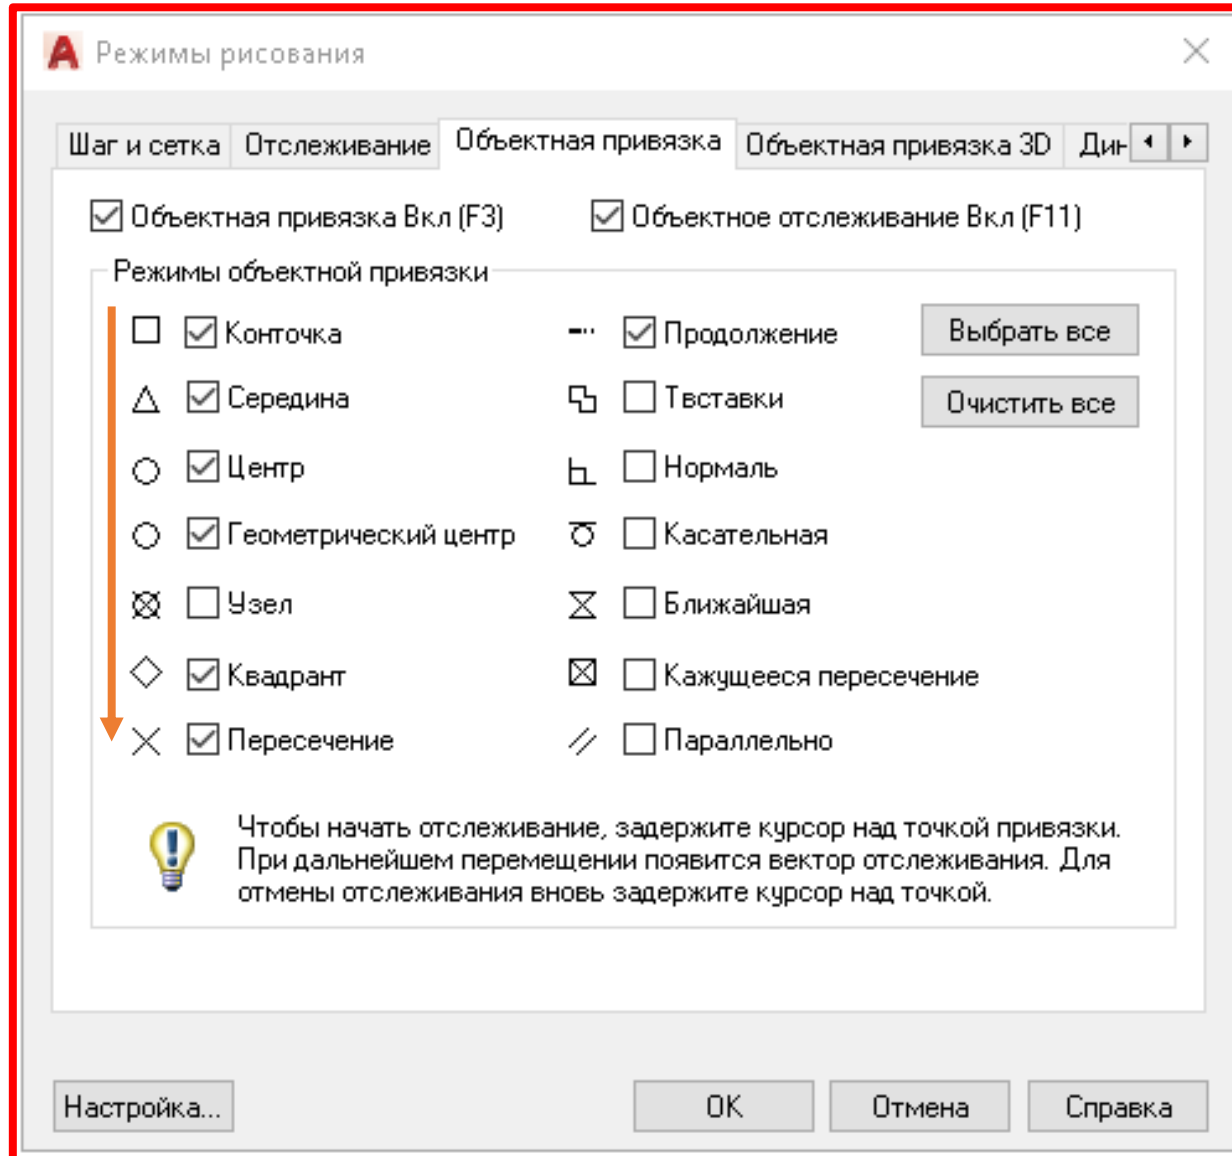 Режимы рисования
Шаг и сетка Отслеживание Объектная привязка Объектная привязка 3D Дин
Объектная привязка Вкл (F3) Объектное отслеживание Вкл (F11)
Режимы объектной привязки
Конточка Продолжение Выбрать все
Середина Твставки Очистить все
Центр Нормаль
Геометрический центр Касательная
Узел Ближайшая
Квадрант Кажущееся пересечение
Пересечение Параллельно
Чтобы начать отслеживание, задержите курсор над точкой привязки.
При дальнейшем перемещении появится вектор отслеживания. Для
отмены отслеживания вновь задержите курсор над точкой.
Настройка... ОК Отмена Справка